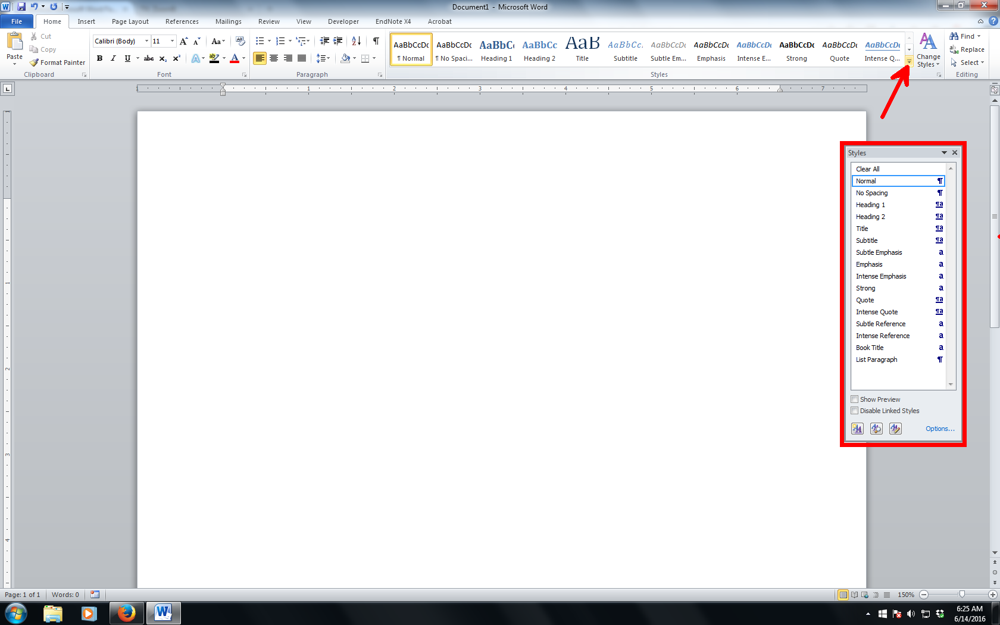 Document1 - Microsoft Word
File Home Insert Page Layout References Mailings Review View Developer EndNote X4 Acrobat
Paste
Cut
Copy
Format Painter
Clipboard
Calibri (Body) 11
B I U abc x₂ x²
Font
Paragraph
AaBbCcDc AaBbCcDc AaBbC AaBbCc AaB AaBbCc. AaBbCcDc AaBbCcDc AaBbCcDc AaBbCcDc AaBbCcDc AaBbCcDc
¶ Normal ¶ No Spaci... Heading 1 Heading 2 Title Subtitle Subtle Em... Emphasis Intense E... Strong Quote Intense Q...
Styles
Change
Styles
Find
Replace
Select
Editing
1 1 2 3 4 5 6 7
Styles
Clear All
Normal ¶
No Spacing ¶
Heading 1 ¶a
Heading 2 ¶a
Title ¶a
Subtitle ¶a
Subtle Emphasis a
Emphasis a
Intense Emphasis a
Strong a
Quote ¶a
Intense Quote ¶a
Subtle Reference a
Intense Reference a
Book Title a
List Paragraph ¶
Show Preview
Disable Linked Styles
Options...
1
2
3
4
Page: 1 of 1 Words: 0
150%
6:25 AM
6/14/2016